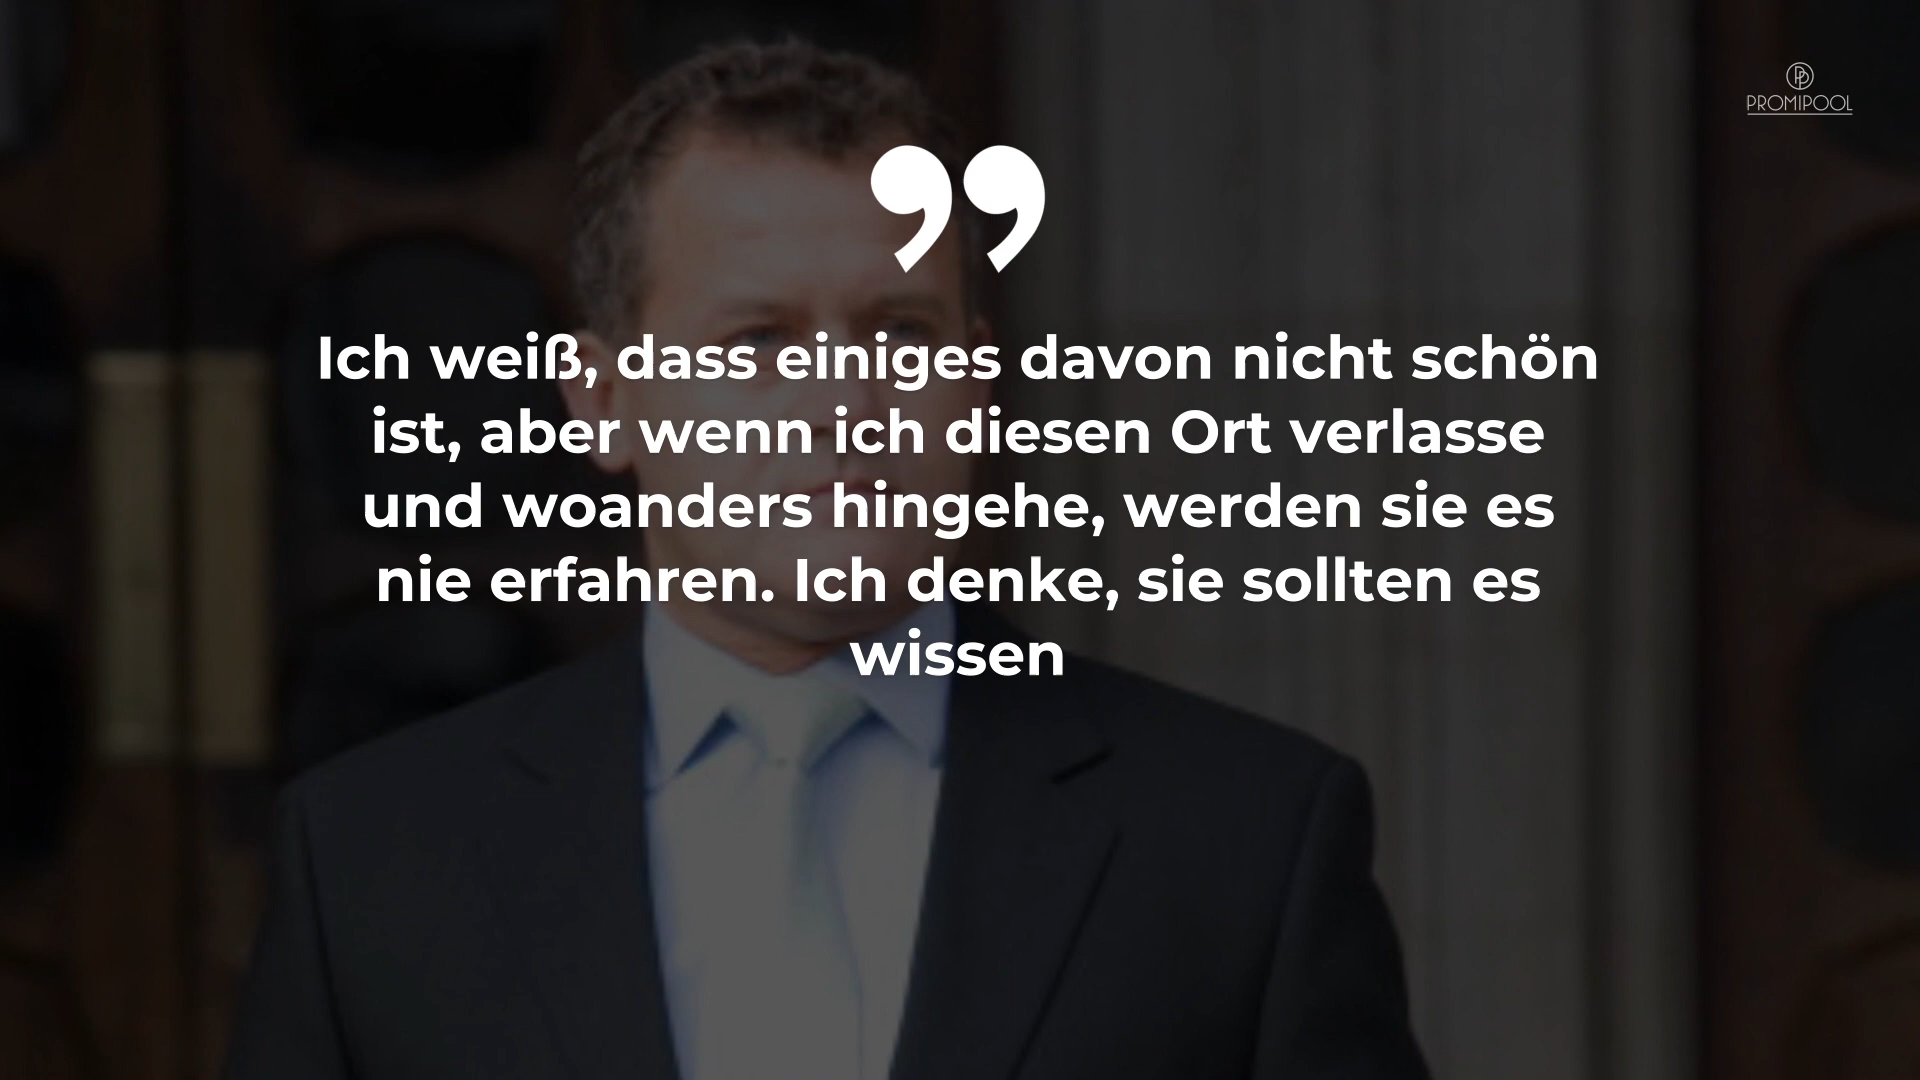 PROMIPOOL
”
Ich weiß, dass einiges davon nicht schön
ist, aber wenn ich diesen Ort verlasse
und woanders hingehe, werden sie es
nie erfahren. Ich denke, sie sollten es
wissen